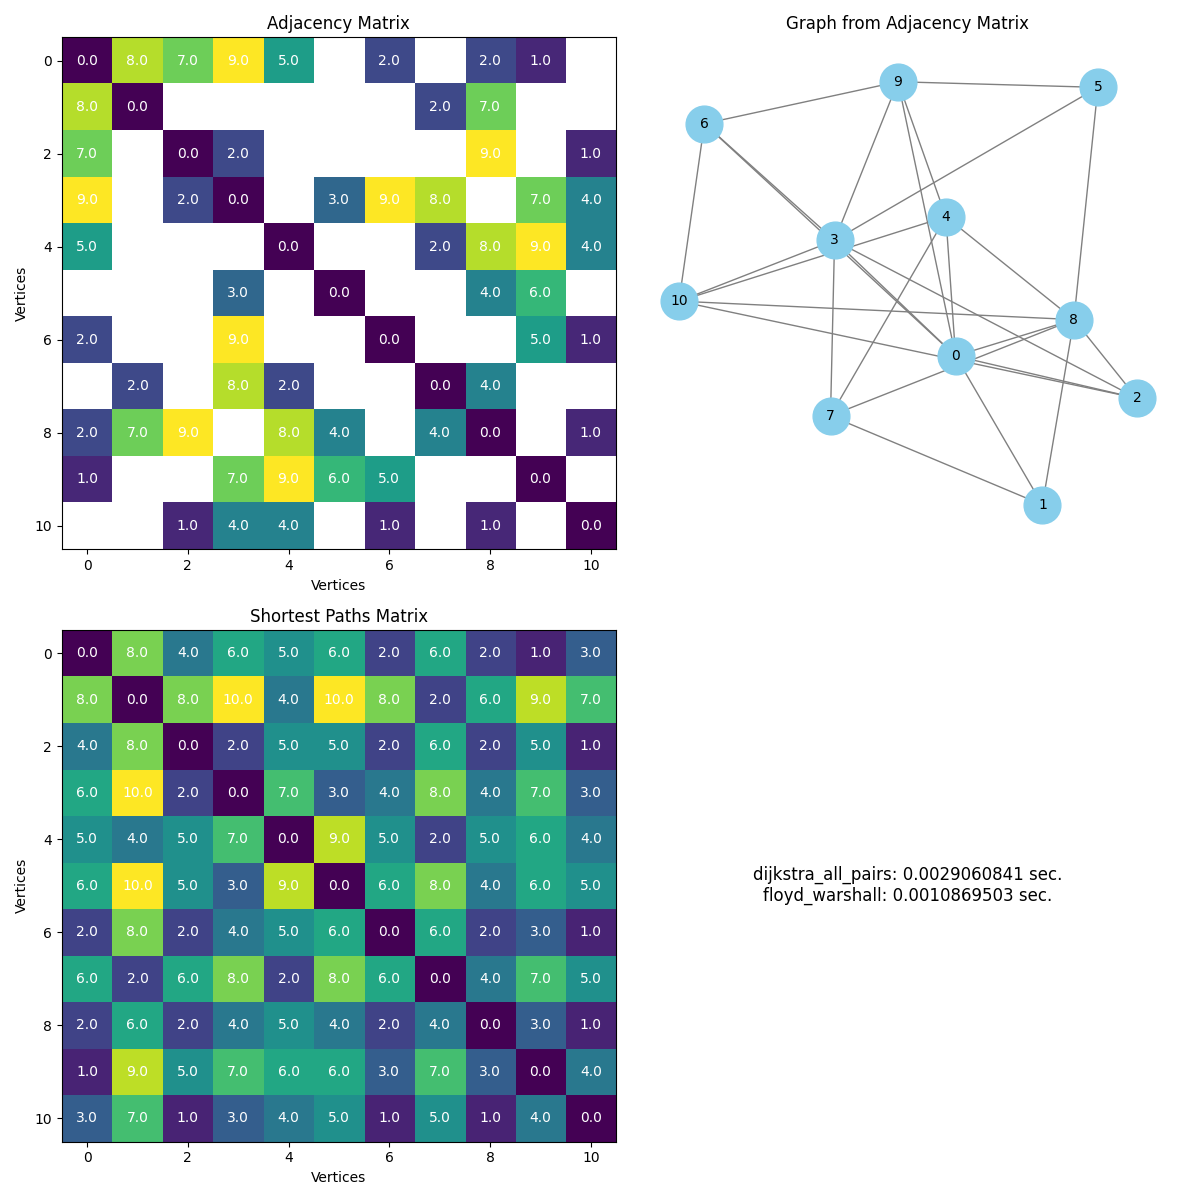 Adjacency Matrix
0 0.0 8.0 7.0 9.0 5.0 2.0 2.0 1.0
8.0 0.0 2.0 7.0
2 7.0 0.0 2.0 9.0 1.0
9.0 2.0 0.0 3.0 9.0 8.0 7.0 4.0
4 5.0 0.0 2.0 8.0 9.0 4.0
3.0 0.0 4.0 6.0
6 2.0 9.0 0.0 5.0 1.0
2.0 8.0 2.0 0.0 4.0
8 2.0 7.0 9.0 8.0 4.0 4.0 0.0 1.0
1.0 7.0 9.0 6.0 5.0 0.0
10 1.0 4.0 4.0 1.0 1.0 0.0
0 2 4 6 8 10
Vertices
Vertices
Graph from Adjacency Matrix
9
5
6
4
3
10
8
0
2
7
1
Shortest Paths Matrix
0 0.0 8.0 4.0 6.0 5.0 6.0 2.0 6.0 2.0 1.0 3.0
8.0 0.0 8.0 10.0 4.0 10.0 8.0 2.0 6.0 9.0 7.0
2 4.0 8.0 0.0 2.0 5.0 5.0 2.0 6.0 2.0 5.0 1.0
6.0 10.0 2.0 0.0 7.0 3.0 4.0 8.0 4.0 7.0 3.0
4 5.0 4.0 5.0 7.0 0.0 9.0 5.0 2.0 5.0 6.0 4.0
6.0 10.0 5.0 3.0 9.0 0.0 6.0 8.0 4.0 6.0 5.0
6 2.0 8.0 2.0 4.0 5.0 6.0 0.0 6.0 2.0 3.0 1.0
6.0 2.0 6.0 8.0 2.0 8.0 6.0 0.0 4.0 7.0 5.0
8 2.0 6.0 2.0 4.0 5.0 4.0 2.0 4.0 0.0 3.0 1.0
1.0 9.0 5.0 7.0 6.0 6.0 3.0 7.0 3.0 0.0 4.0
10 3.0 7.0 1.0 3.0 4.0 5.0 1.0 5.0 1.0 4.0 0.0
0 2 4 6 8 10
Vertices
Vertices
dijkstra_all_pairs: 0.0029060841 sec.
floyd_warshall: 0.0010869503 sec.